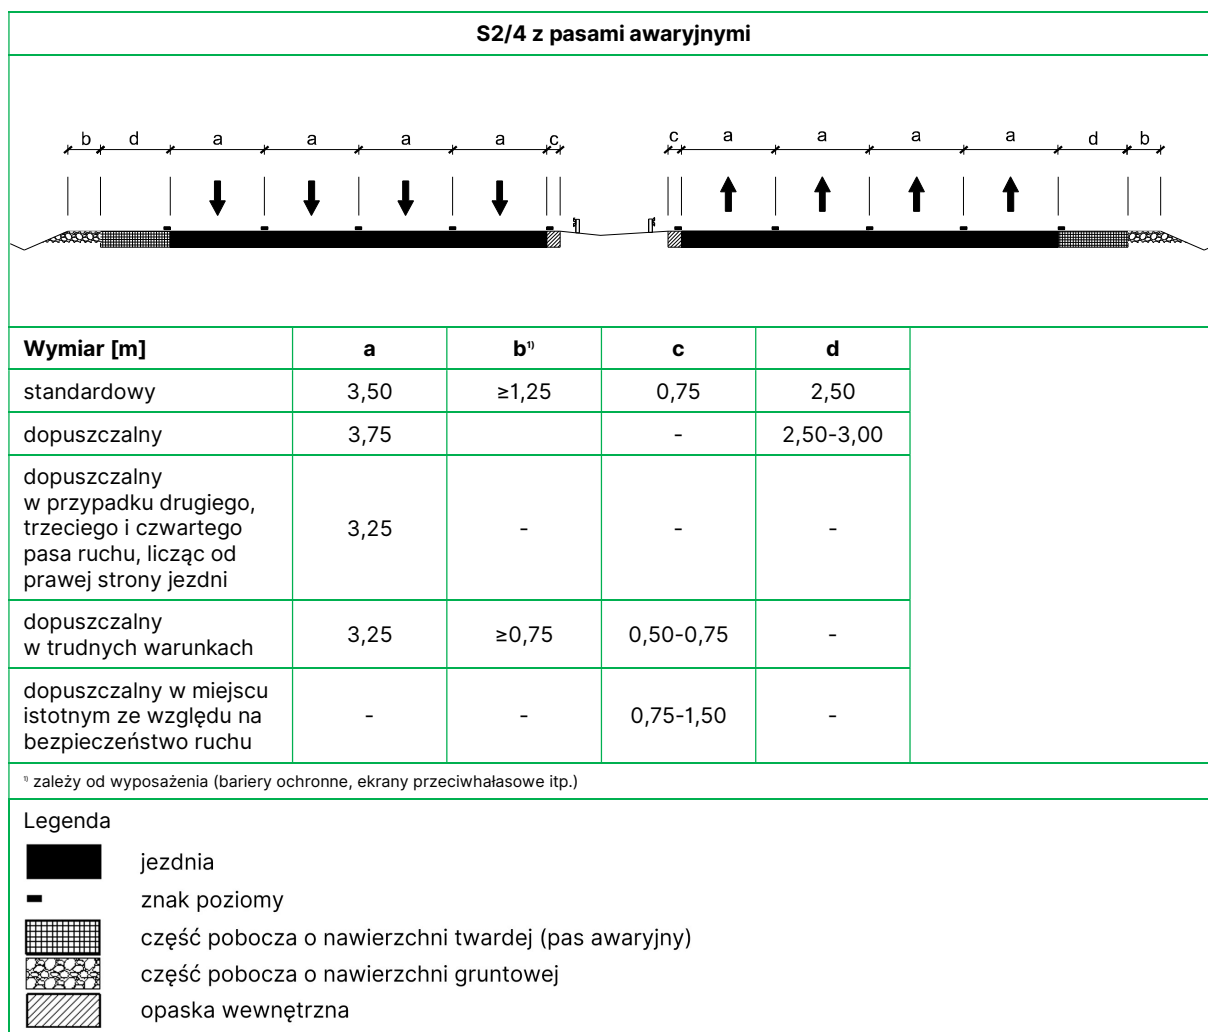 S2/4 z pasami awaryjnymi
b d a a a a c c a a a a d b
Wymiar [m] a b¹⁾ c d
standardowy 3,50 ≥1,25 0,75 2,50
dopuszczalny 3,75 - 2,50-3,00
dopuszczalny
w przypadku drugiego,
trzeciego i czwartego
pasa ruchu, licząc od
prawej strony jezdni
3,25 - - -
dopuszczalny
w trudnych warunkach
3,25 ≥0,75 0,50-0,75 -
dopuszczalny w miejscu
istotnym ze względu na
bezpieczeństwo ruchu
- - 0,75-1,50 -
¹⁾ zależy od wyposażenia (bariery ochronne, ekrany przeciwhałasowe itp.)
Legenda
jezdnia
znak poziomy
część pobocza o nawierzchni twardej (pas awaryjny)
część pobocza o nawierzchni gruntowej
opaska wewnętrzna